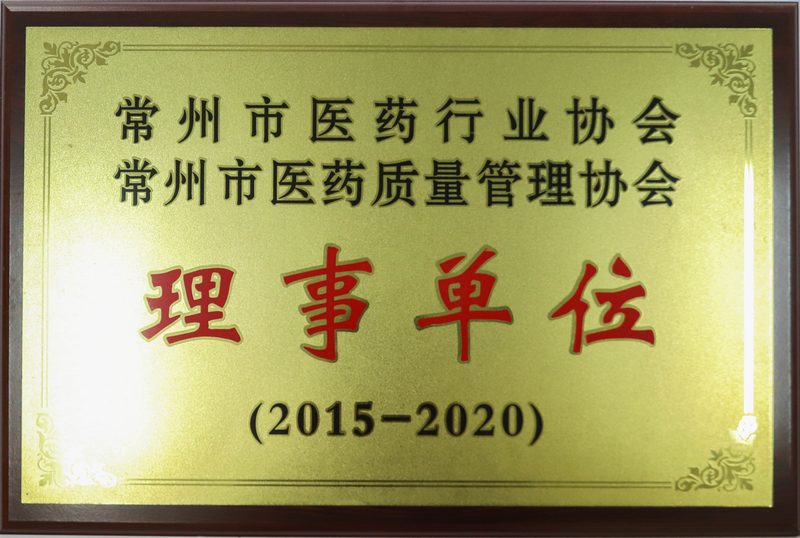 常州市医药行业协会
常州市医药质量管理协会
理事单位
(2015-2020)